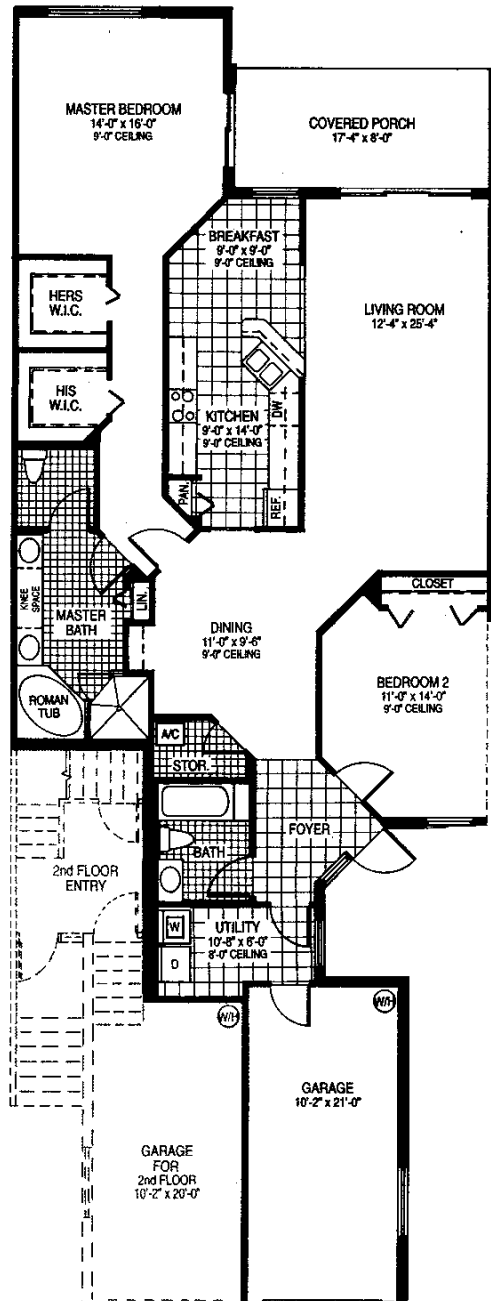 MASTER BEDROOM
14'-0" x 16'-0"
9'-0" CEILING
COVERED PORCH
17'-4" x 8'-0"
BREAKFAST
9'-0" x 9'-0"
9'-0" CEILING
HERS
W.I.C.
LIVING ROOM
12'-4" x 25'-4"
HIS
W.I.C.
KITCHEN
9'-0" x 14'-0"
9'-0" CEILING
DW
PAN.
REF.
KNEE
SPACE
MASTER
BATH
LIN.
CLOSET
DINING
11'-0" x 9'-6"
9'-0" CEILING
BEDROOM 2
11'-0" x 14'-0"
9'-0" CEILING
ROMAN
TUB
A/C
STOR.
FOYER
BATH
2nd FLOOR
ENTRY
W
D
UTILITY
10'-8" x 6'-0"
8'-0" CEILING
W/H
W/H
GARAGE
10'-2" x 21'-0"
GARAGE
FOR
2nd FLOOR
10'-2" x 20'-0"